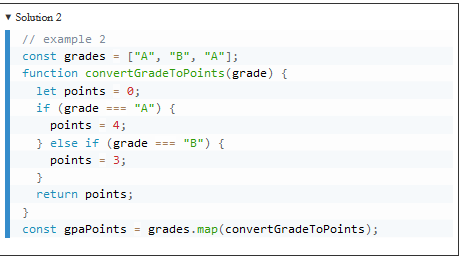 ▼ Solution 2
// example 2
const grades = ["A", "B", "A"];
function convertGradeToPoints(grade) {
  let points = 0;
  if (grade === "A") {
    points = 4;
  } else if (grade === "B") {
    points = 3;
  }
  return points;
}
const gpaPoints = grades.map(convertGradeToPoints);